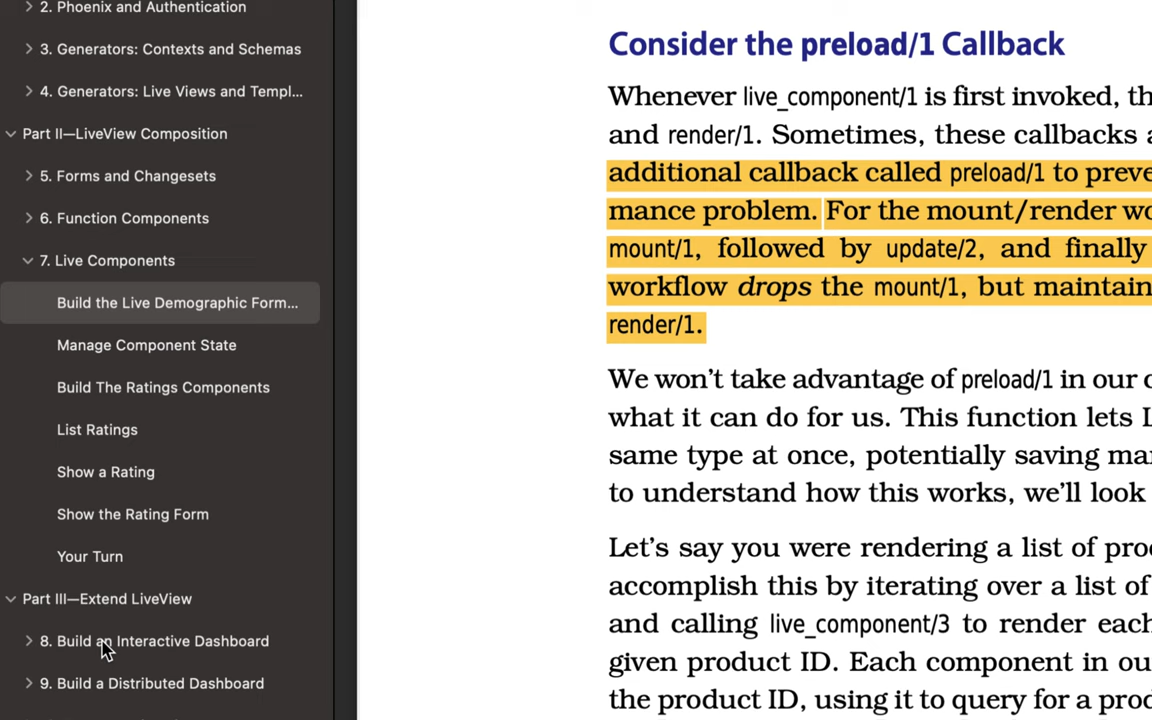 2. Phoenix and Authentication
3. Generators: Contexts and Schemas
4. Generators: Live Views and Templ...
Part II—LiveView Composition
5. Forms and Changesets
6. Function Components
7. Live Components
Build the Live Demographic Form...
Manage Component State
Build The Ratings Components
List Ratings
Show a Rating
Show the Rating Form
Your Turn
Part III—Extend LiveView
8. Build an Interactive Dashboard
9. Build a Distributed Dashboard
Consider the preload/1 Callback
Whenever live_component/1 is first invoked, th
and render/1. Sometimes, these callbacks a
additional callback called preload/1 to preve
mance problem. For the mount/render wo
mount/1, followed by update/2, and finally
workflow drops the mount/1, but maintain
render/1.
We won't take advantage of preload/1 in our c
what it can do for us. This function lets L
same type at once, potentially saving ma
to understand how this works, we'll look
Let's say you were rendering a list of pro
accomplish this by iterating over a list of
and calling live_component/3 to render each
given product ID. Each component in ou
the product ID, using it to query for a prod